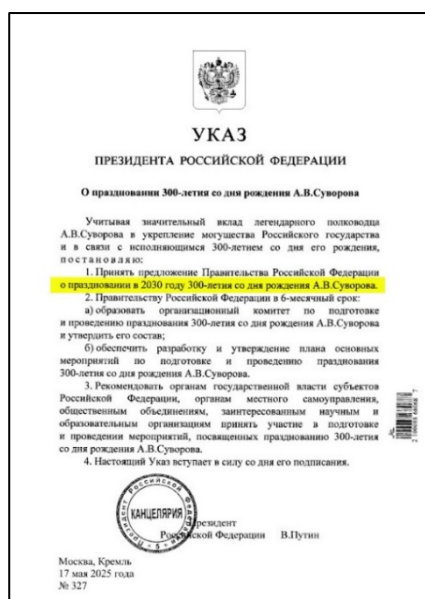 УКАЗ
ПРЕЗИДЕНТА РОССИЙСКОЙ ФЕДЕРАЦИИ
О праздновании 300-летия со дня рождения А.В.Суворова
Учитывая значительный вклад легендарного полководца
А.В.Суворова в укрепление могущества Российского государства
и в связи с исполняющимся 300-летием со дня его рождения,
постановляю:
1. Принять предложение Правительства Российской Федерации
о праздновании в 2030 году 300-летия со дня рождения А.В.Суворова.
2. Правительству Российской Федерации в 6-месячный срок:
а) образовать организационный комитет по подготовке
и проведению празднования 300-летия со дня рождения А.В.Суворова
и утвердить его состав;
б) обеспечить разработку и утверждение плана основных
мероприятий по подготовке и проведению празднования
300-летия со дня рождения А.В.Суворова.
3. Рекомендовать органам государственной власти субъектов
Российской Федерации, органам местного самоуправления,
общественным объединениям, заинтересованным научным и
образовательным организациям принять участие в подготовке
и проведении мероприятий, посвященных празднованию 300-летия
со дня рождения А.В.Суворова.
4. Настоящий Указ вступает в силу со дня его подписания.
КАНЦЕЛЯРИЯ
Президент
Российской Федерации В.Путин
Москва, Кремль
17 мая 2025 года
№ 327